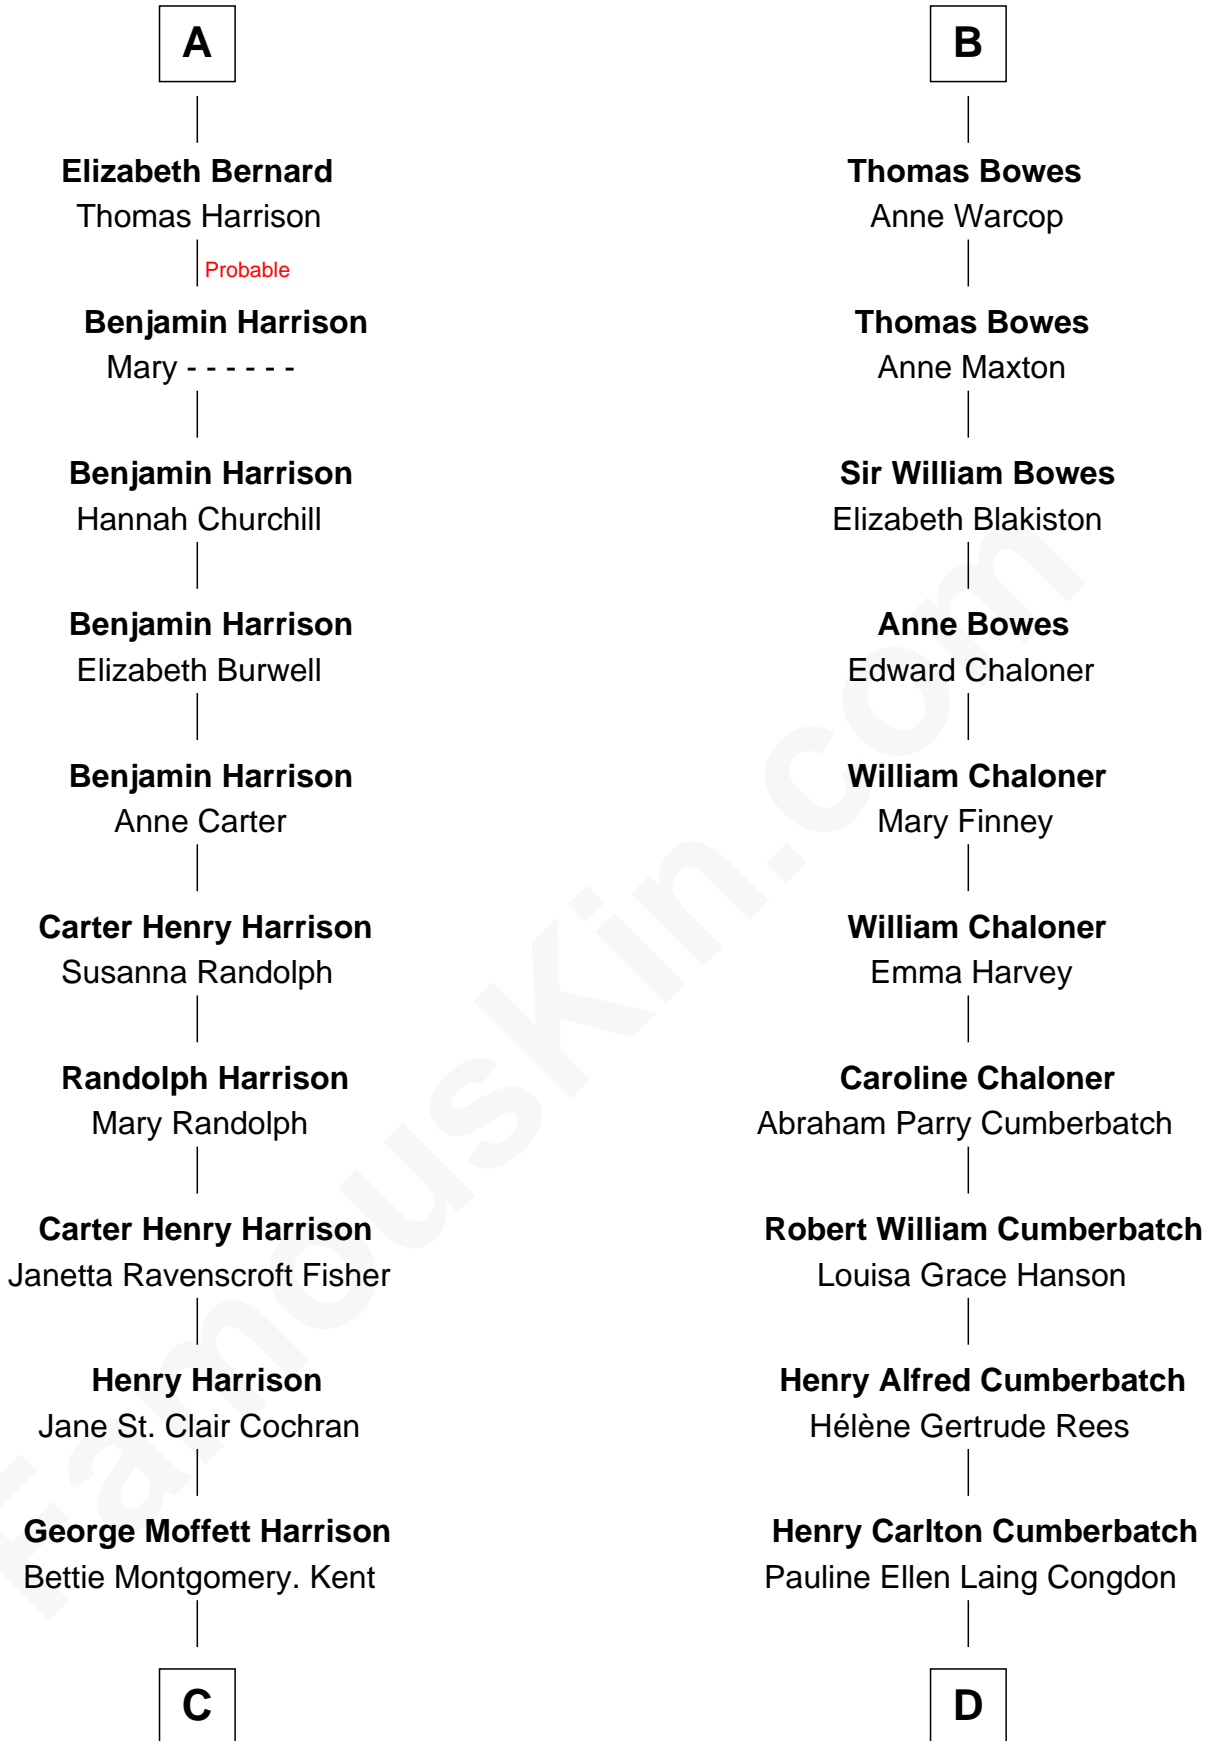 A
Elizabeth Bernard
Thomas Harrison
Probable
Benjamin Harrison
Mary - - - - - -
Benjamin Harrison
Hannah Churchill
Benjamin Harrison
Elizabeth Burwell
Benjamin Harrison
Anne Carter
Carter Henry Harrison
Susanna Randolph
Randolph Harrison
Mary Randolph
Carter Henry Harrison
Janetta Ravenscroft Fisher
Henry Harrison
Jane St. Clair Cochran
George Moffett Harrison
Bettie Montgomery. Kent
C
B
Thomas Bowes
Anne Warcop
Thomas Bowes
Anne Maxton
Sir William Bowes
Elizabeth Blakiston
Anne Bowes
Edward Chaloner
William Chaloner
Mary Finney
William Chaloner
Emma Harvey
Caroline Chaloner
Abraham Parry Cumberbatch
Robert William Cumberbatch
Louisa Grace Hanson
Henry Alfred Cumberbatch
Hélène Gertrude Rees
Henry Carlton Cumberbatch
Pauline Ellen Laing Congdon
D
FamousKin.com